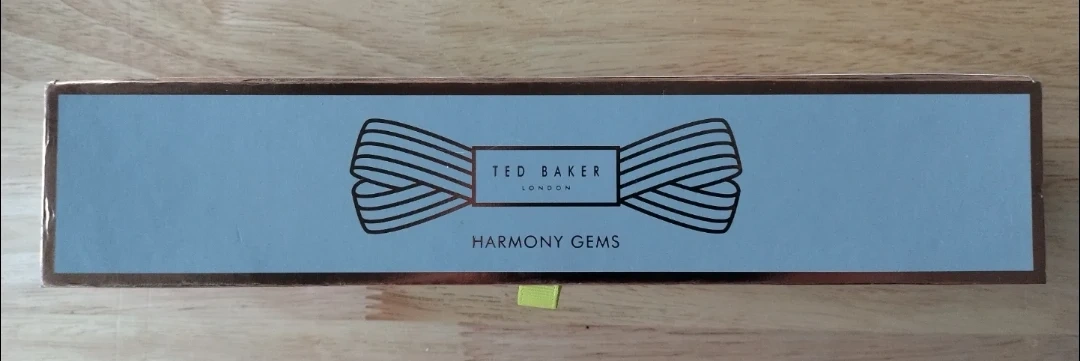 TED BAKER
LONDON
HARMONY GEMS